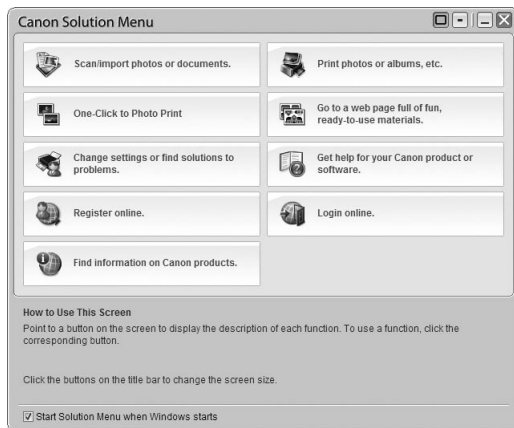 Canon Solution Menu
Scan/import photos or documents.
Print photos or albums, etc.
One-Click to Photo Print
Go to a web page full of fun,
ready-to-use materials.
Change settings or find solutions to
problems.
Get help for your Canon product or
software.
Register online.
Login online.
Find information on Canon products.
How to Use This Screen
Point to a button on the screen to display the description of each function. To use a function, click the
corresponding button.
Click the buttons on the title bar to change the screen size.
Start Solution Menu when Windows starts